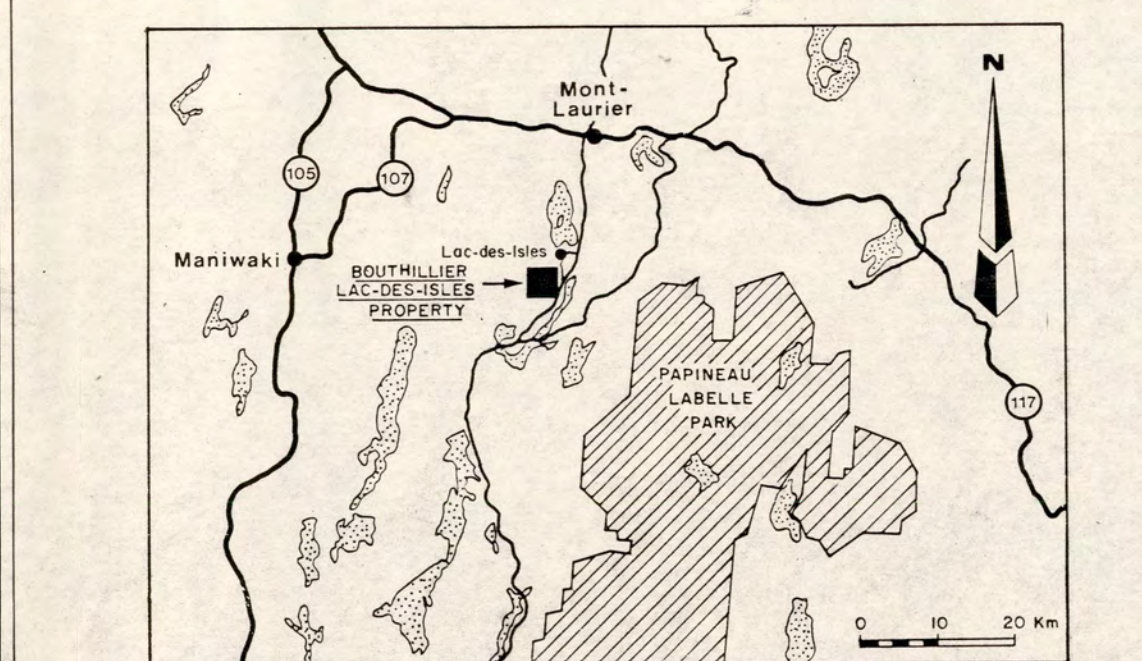 N
Mont-
Laurier
105
107
Maniwaki
Lac-des-Isles
BOUTHILLIER
LAC-DES-ISLES
PROPERTY
PAPINEAU
LABELLE
PARK
117
0 10 20 Km